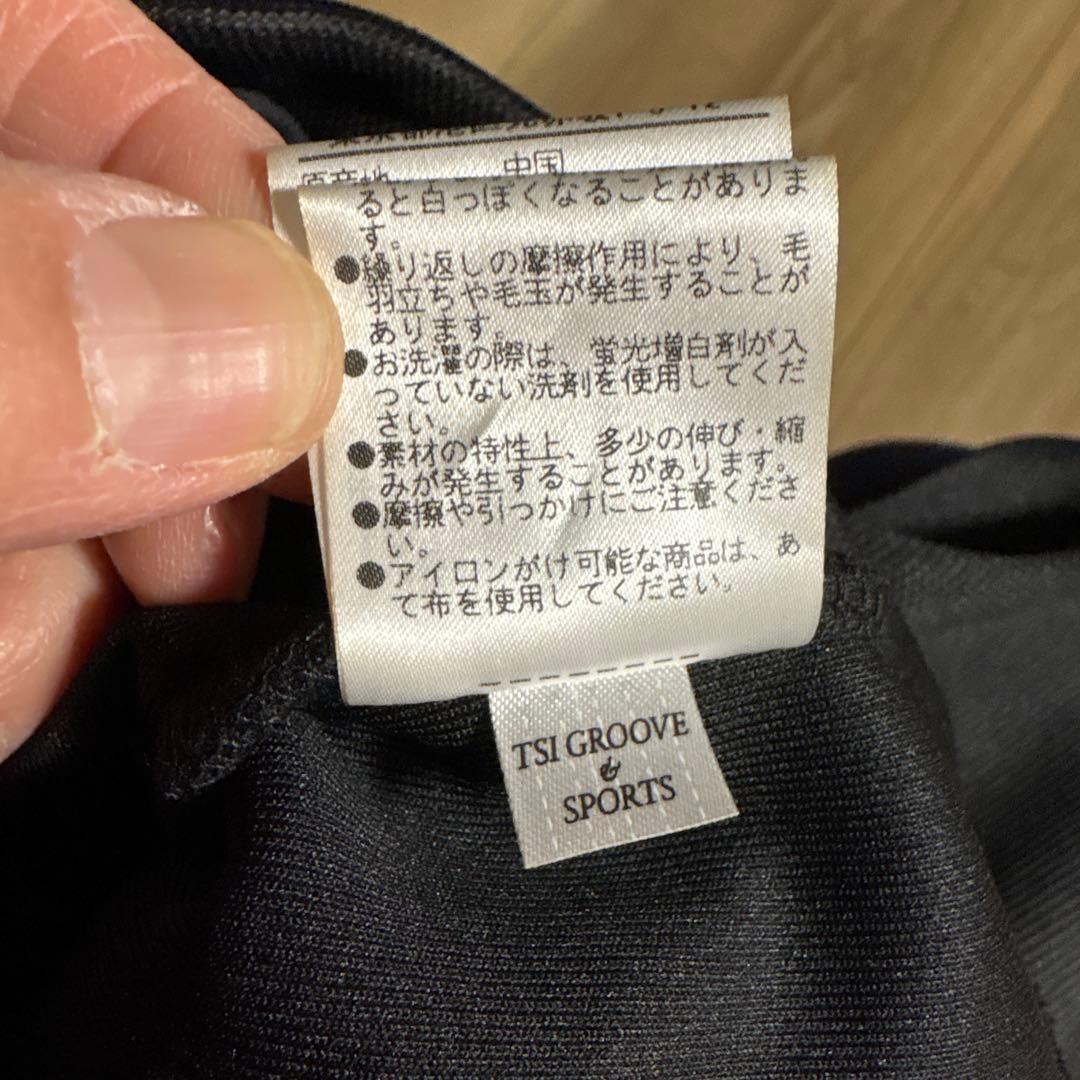 中国
ると白っぽくなることがありま
す。
●繰り返しの摩擦作用により、毛
羽立ちや毛玉が発生することが
あります。
●お洗濯の際は、蛍光増白剤が入
っていない洗剤を使用してくだ
さい。
●素材の特性上、多少の伸び・縮
みが発生することがあります。
●摩擦や引っかけにご注意くださ
い。
●アイロンがけ可能な商品は、あ
て布を使用してください。
TSI GROOVE
&
SPORTS